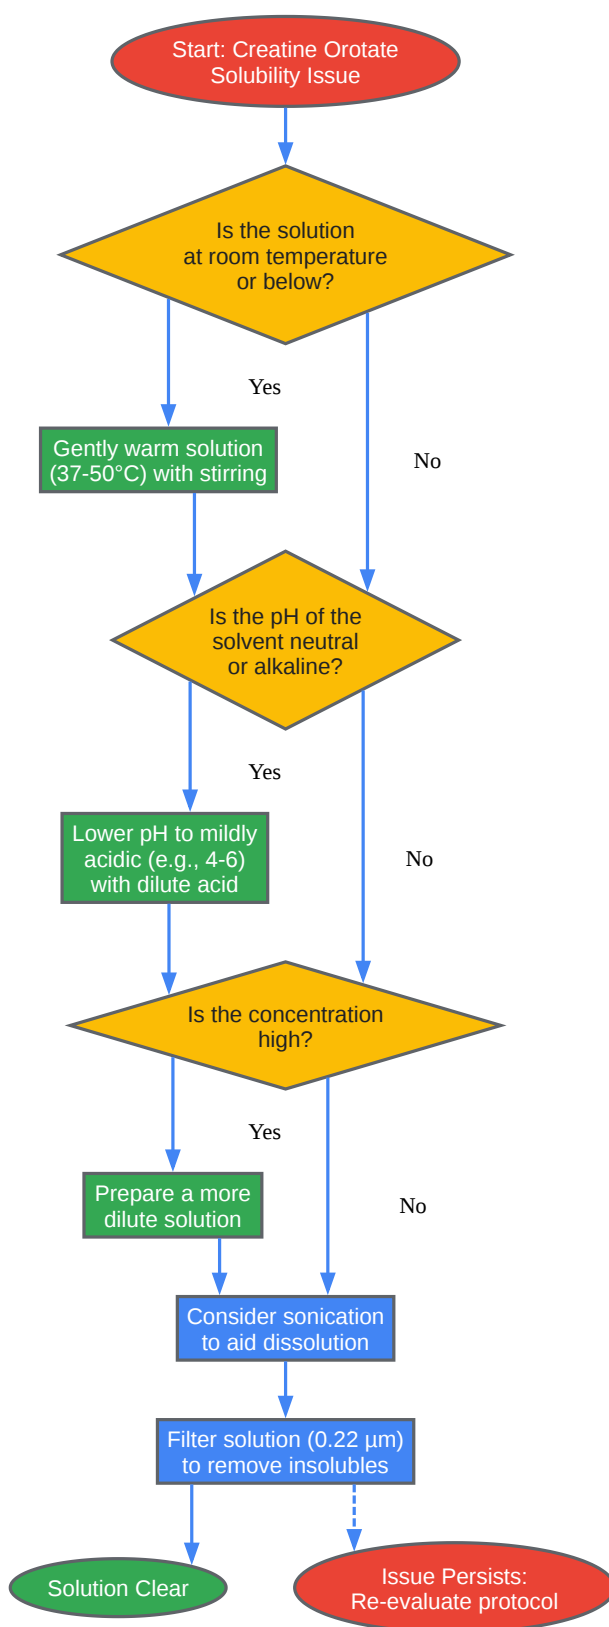 Start: Creatine Orotate
Solubility Issue
Is the solution
at room temperature
or below?
Yes
No
Gently warm solution
(37-50°C) with stirring
Is the pH of the
solvent neutral
or alkaline?
Yes
No
Lower pH to mildly
acidic (e.g., 4-6)
with dilute acid
Is the concentration
high?
Yes
No
Prepare a more
dilute solution
Consider sonication
to aid dissolution
Filter solution (0.22 µm)
to remove insolubles
Solution Clear
Issue Persists:
Re-evaluate protocol